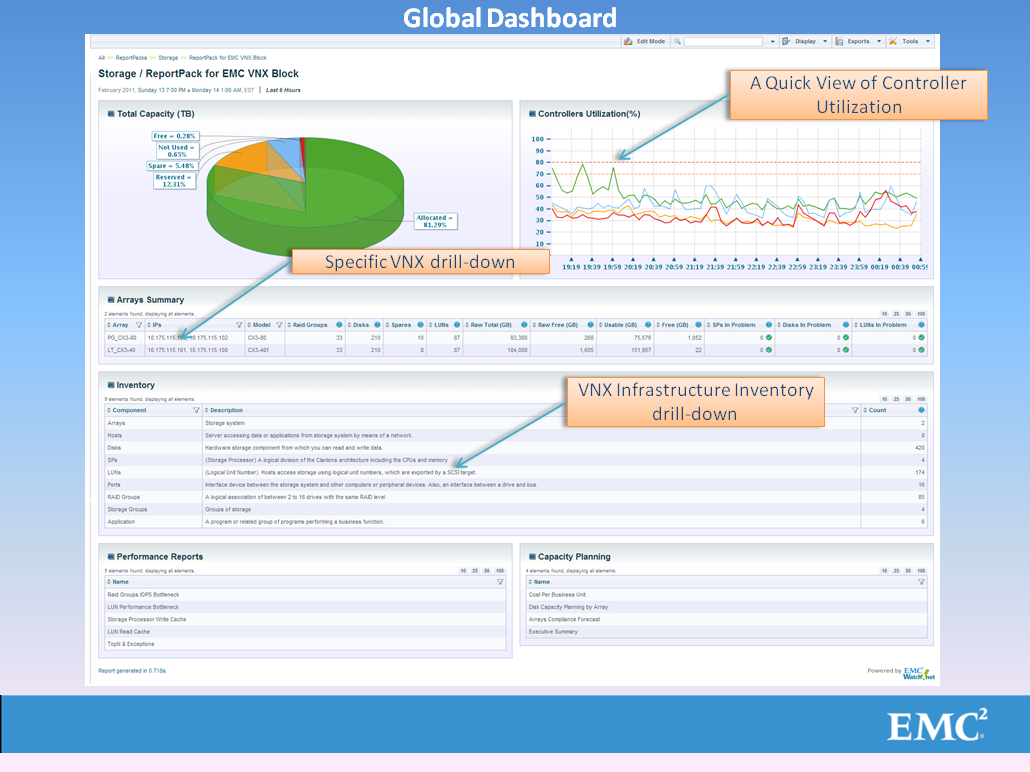 Global Dashboard
Edit Mode Display Exports Tools
All >> ReportPacks >> Storage >> ReportPack for EMC VNX Block
Storage / ReportPack for EMC VNX Block
February 2011, Sunday 13 7:00 PM Monday 14 1:00 AM, EST | Last 6 Hours
A Quick View of Controller
Utilization
Total Capacity (TB)
Free = 0.28%
Not Used =
0.65%
Spare = 5.48%
Reserved =
12.31%
Allocated =
81.29%
Controllers Utilization(%)
100
90
80
70
60
50
40
30
20
10
19:19 19:39 19:59 20:19 20:39 20:59 21:19 21:39 21:59 22:19 22:39 22:59 23:19 23:39 23:59 00:19 00:39 00:59
Specific VNX drill-down
Arrays Summary
2 elements found, displaying all elements.
10 25 50 100
Array IPs Model Raid Groups Disks Spares LUNs Raw Total (GB) Raw Free (GB) Usable (GB) Free (GB) SPs In Problem Disks In Problem LUNs In Problem
PG_CX3-80 10.175.115. 10.175.115.102 CX3-80 33 210 10 87 93,380 268 75,576 1,052 0 0 0
LT_CX3-40 10.175.115.101, 10.175.115.100 CX3-40f 33 210 87 1,605 151,957 22 0 0 0
Inventory
9 elements found, displaying all elements.
10 25 50 100
VNX Infrastructure Inventory
drill-down
Component Description Count
Arrays Storage system 2
Hosts Server accessing data or applications from storage system by means of a network. 8
Disks Hardware storage component from which you can read and write data. 420
SPs (Storage Processor) A logical division of the Clariions architecture including the CPUs and memory 4
LUNs (Logical Unit Number). Hosts access storage using logical unit numbers, which are exported by a SCSI target. 174
Ports Interface device between the storage system and other computers or peripheral devices. Also, an interface between a drive and bus. 16
RAID Groups A logical association of between 2 to 16 drives with the same RAID level
Storage Groups Groups of storage 4
Application A program or related group of programs performing a business function. 6
Performance Reports
5 elements found, displaying all elements.
10 25 50 100
Name
Raid Groups IOPS Bottleneck
LUN Performance Bottleneck
Storage Processor Write Cache
LUN Read Cache
TopN & Exceptions
Capacity Planning
4 elements found, displaying all elements.
10 25 50 100
Name
Cost Per Business Unit
Disk Capacity Planning by Array
Arrays Compliance Forecast
Executive Summary
Report generated in 0.718s.
Powered by EMC²
Watch4net
EMC²